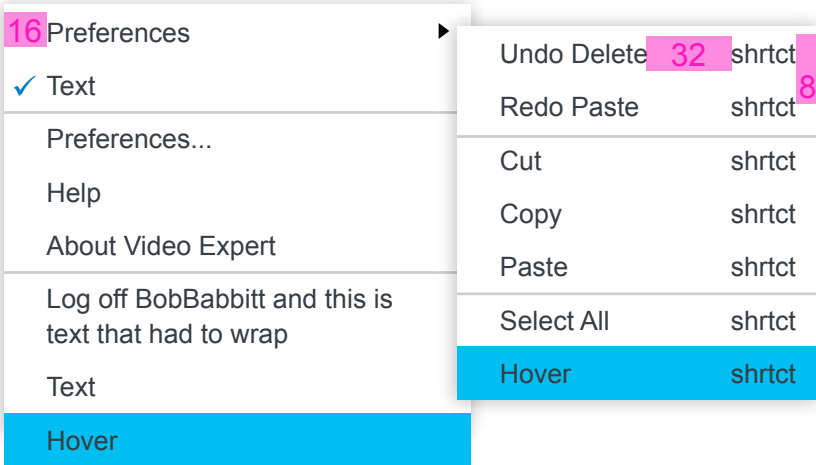 16 Preferences
Text
Preferences...
Help
About Video Expert
Log off BobBabbitt and this is
text that had to wrap
Text
Hover
Undo Delete 32 shrtct
8
Redo Paste shrtct
Cut shrtct
Copy shrtct
Paste shrtct
Select All shrtct
Hover shrtct